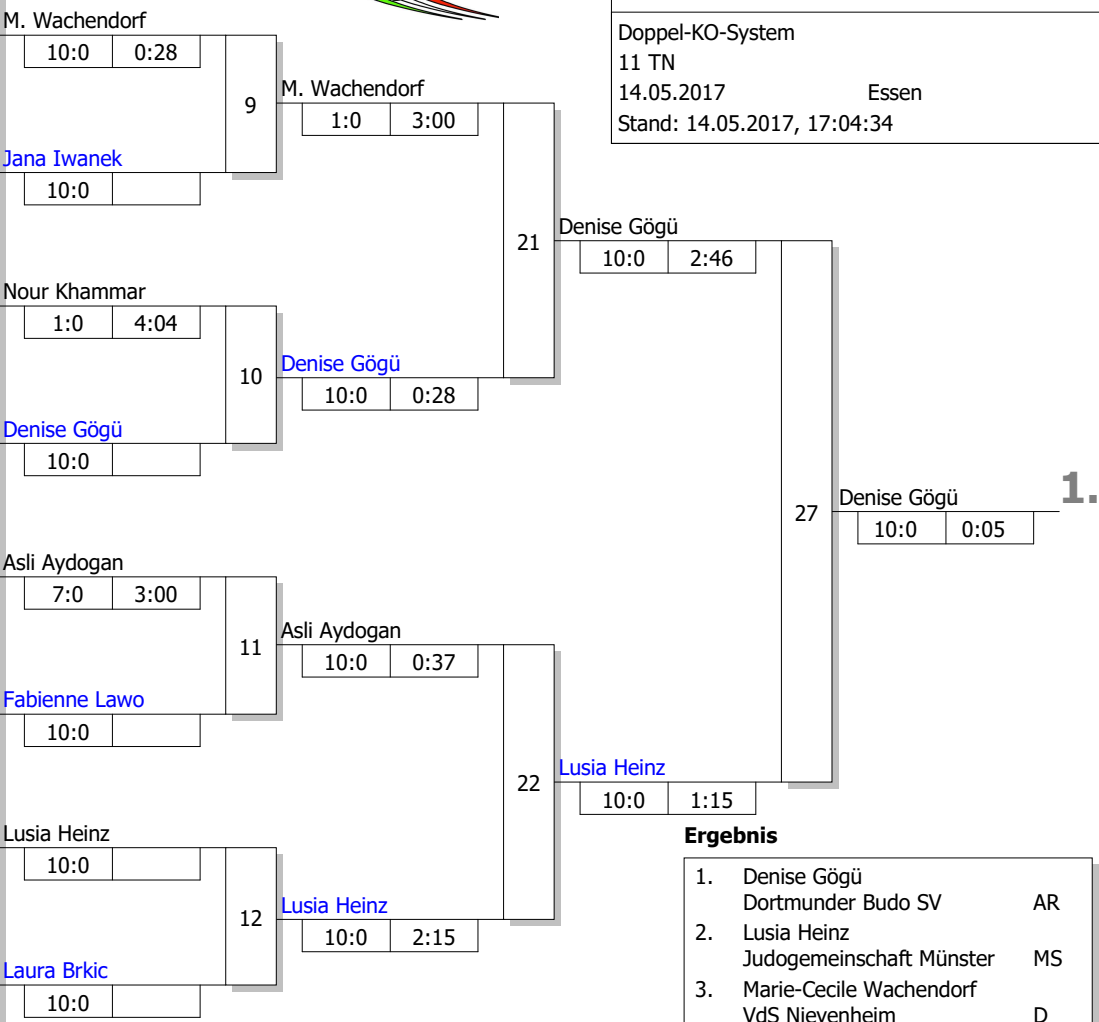 M. Wachendorf
10:0 0:28
9
Jana Iwanek
10:0
Nour Khammar
1:0 4:04
10
Denise Gögü
10:0
Asli Aydogan
7:0 3:00
11
Fabienne Lawo
10:0
Lusia Heinz
10:0
12
Laura Brkic
10:0
M. Wachendorf
1:0 3:00
21
Denise Gögü
10:0 0:28
Asli Aydogan
10:0 0:37
22
Lusia Heinz
10:0 2:15
Denise Gögü
10:0 2:46
27
Lusia Heinz
10:0 1:15
Denise Gögü 1.
10:0 0:05
Doppel-KO-System
11 TN
14.05.2017 Essen
Stand: 14.05.2017, 17:04:34
Ergebnis
1. Denise Gögü
Dortmunder Budo SV AR
2. Lusia Heinz
Judogemeinschaft Münster MS
3. Marie-Cecile Wachendorf
VdS Nievenheim D